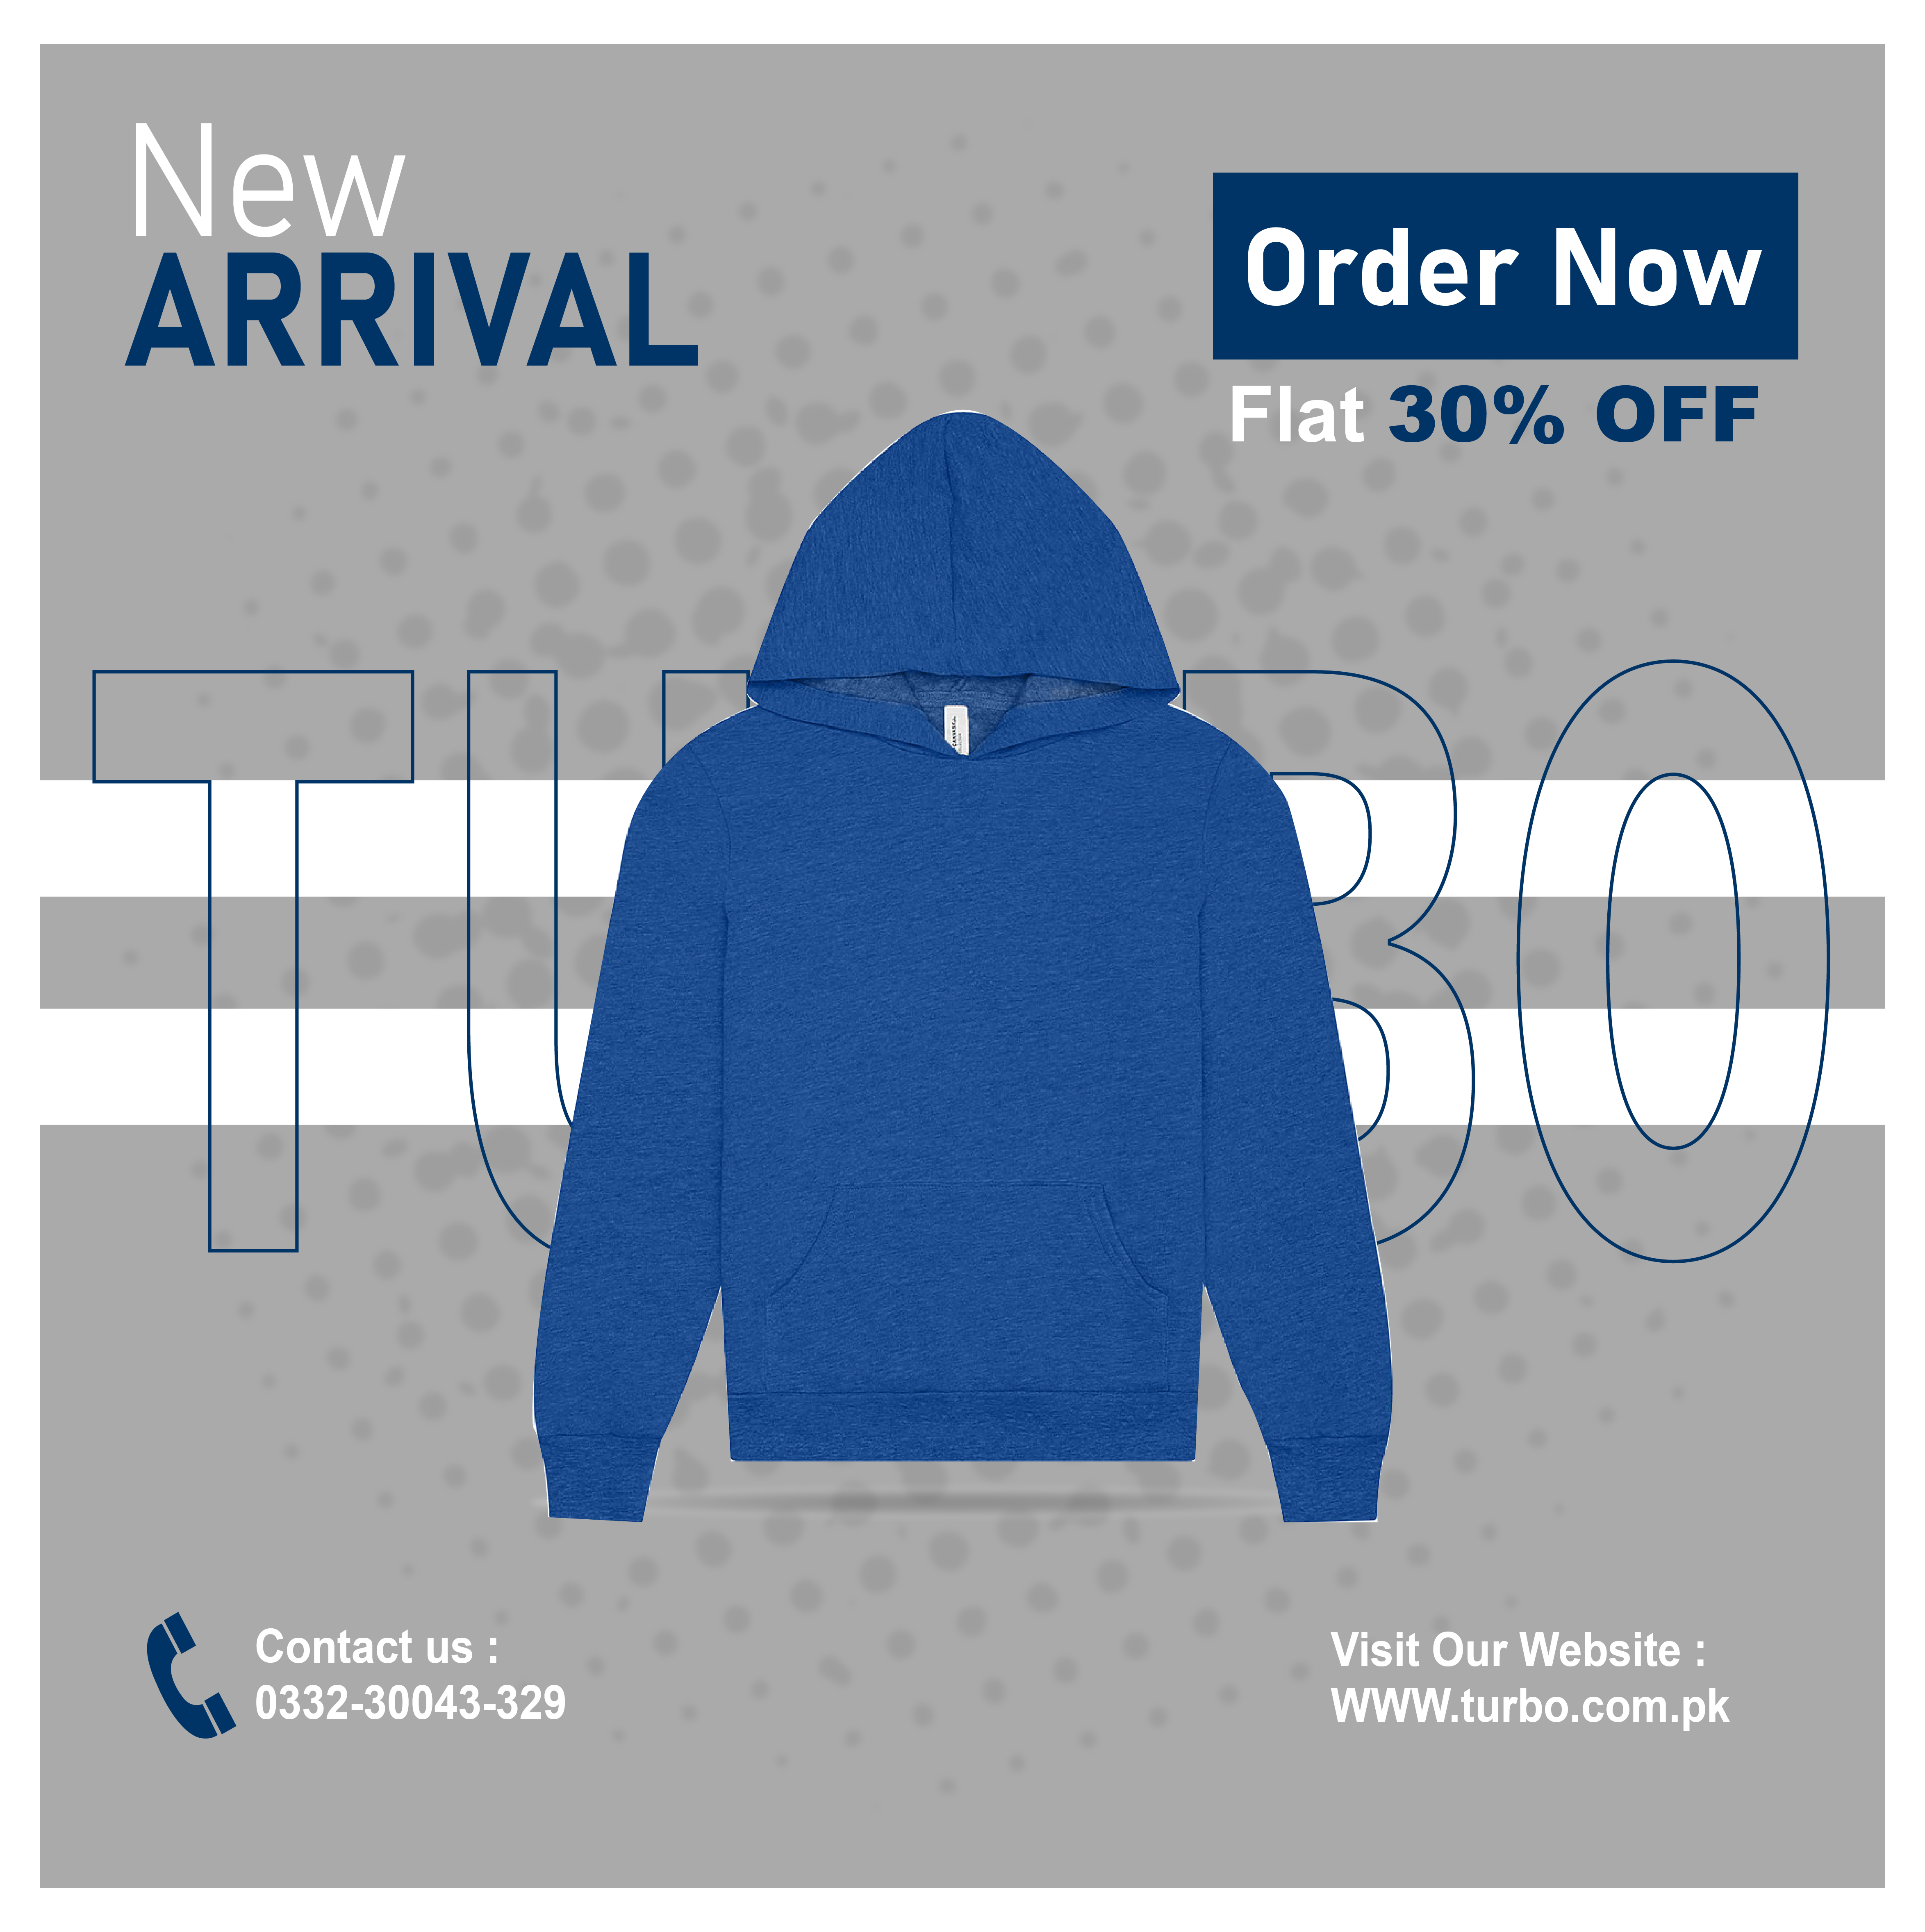 New
ARRIVAL
Order Now
Flat 30% OFF
TURBO
Contact us :
0332-30043-329
Visit Our Website :
WWW.turbo.com.pk